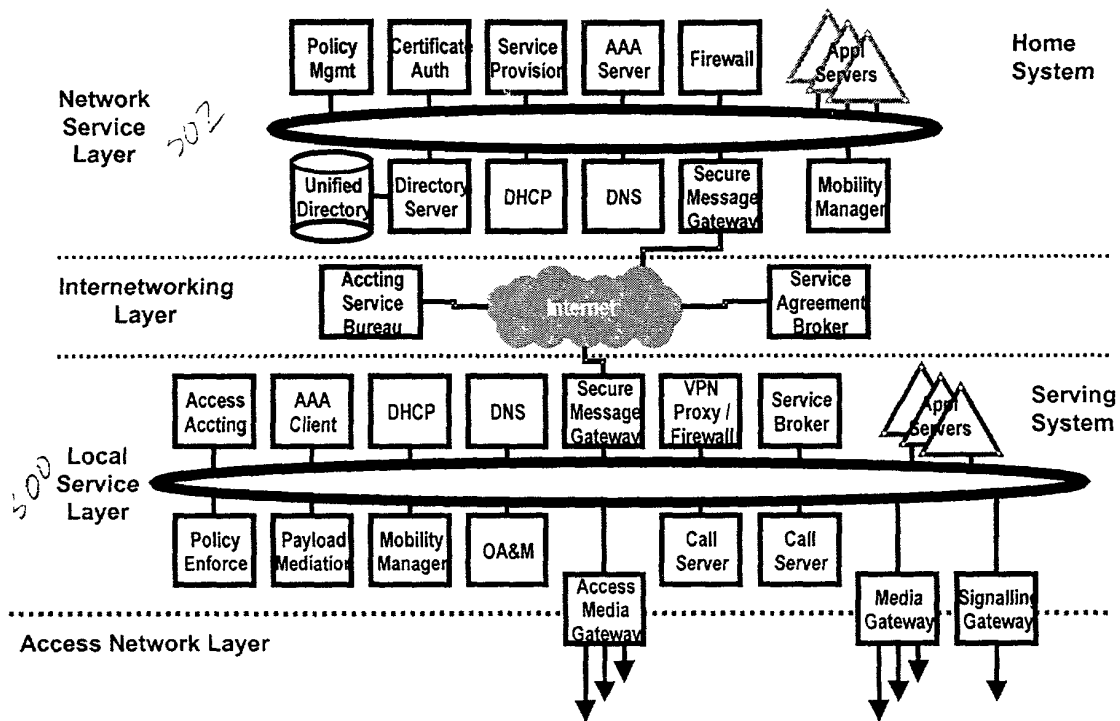 Policy
Mgmt
Certificate
Auth
Service
Provision
AAA
Server
Firewall
Appl
Servers
Home
System
Network
Service
Layer
502
Unified
Directory
Directory
Server
DHCP
DNS
Secure
Message
Gateway
Mobility
Manager
Internetworking
Layer
Accting
Service
Bureau
Internet
Service
Agreement
Broker
Access
Accting
AAA
Client
DHCP
DNS
Secure
Message
Gateway
VPN
Proxy /
Firewall
Service
Broker
Appl
Servers
Serving
System
500
Local
Service
Layer
Policy
Enforce
Payload
Mediation
Mobility
Manager
OA&M
Access
Media
Gateway
Call
Server
Call
Server
Media
Gateway
Signalling
Gateway
Access Network Layer